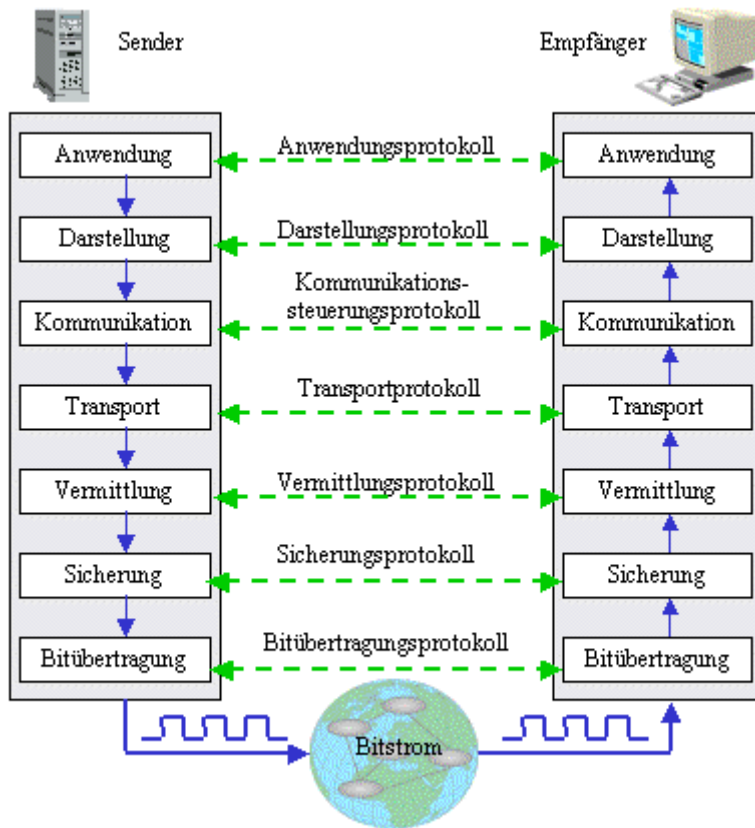 Sender
Empfänger
Anwendung
Anwendungsprotokoll
Anwendung
Darstellung
Darstellungsprotokoll
Darstellung
Kommunikation
Kommunikations-
steuerungsprotokoll
Kommunikation
Transport
Transportprotokoll
Transport
Vermittlung
Vermittlungsprotokoll
Vermittlung
Sicherung
Sicherungsprotokoll
Sicherung
Bitübertragung
Bitübertragungsprotokoll
Bitübertragung
Bitstrom